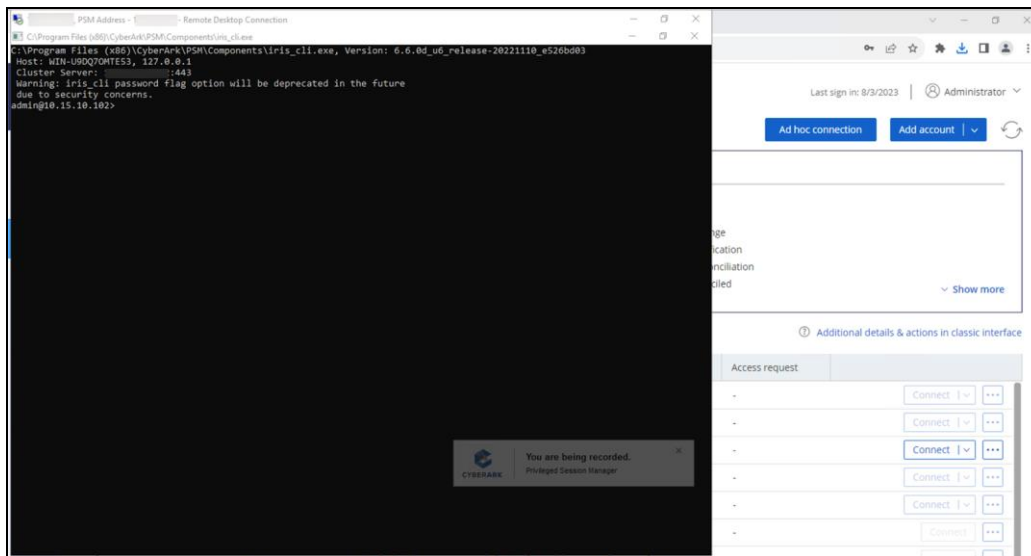 , PSM Address - - Remote Desktop Connection
C:\Program Files (x86)\CyberArk\PSM\Components\iris_cli.exe
C:\Program Files (x86)\CyberArk\PSM\Components\iris_cli.exe, Version: 6.6.0d_u6_release-20221110_e526bd03
Host: WIN-U9DQ7OMTE53, 127.0.0.1
Cluster Server: :443
Warning: iris_cli password flag option will be deprecated in the future
due to security concerns.
admin@10.15.10.102>
You are being recorded.
Privileged Session Manager
CYBERARK
Last sign in: 8/3/2023
Administrator
Ad hoc connection
Add account
nge
ication
nciliation
ciled
Show more
Additional details & actions in classic interface
Access request
- Connect
- Connect
- Connect
- Connect
- Connect
- Connect